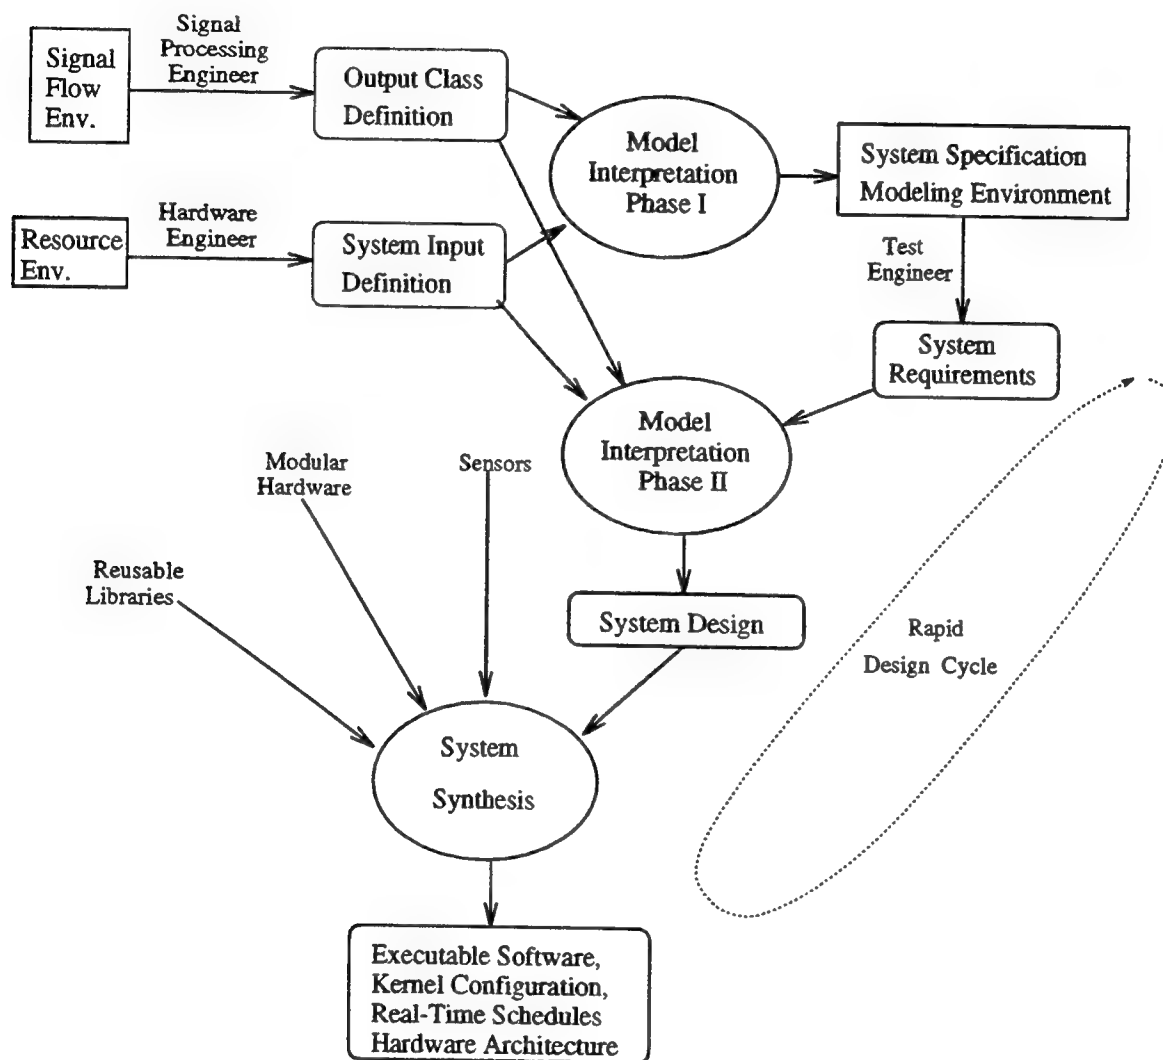 Signal
Processing
Engineer
Signal
Flow
Env.
Output Class
Definition
Model
Interpretation
Phase I
System Specification
Modeling Environment
Hardware
Engineer
Resource
Env.
System Input
Definition
Test
Engineer
System
Requirements
Model
Interpretation
Phase II
Modular
Hardware
Sensors
Reusable
Libraries
System Design
Rapid
Design Cycle
System
Synthesis
Executable Software,
Kernel Configuration,
Real-Time Schedules
Hardware Architecture